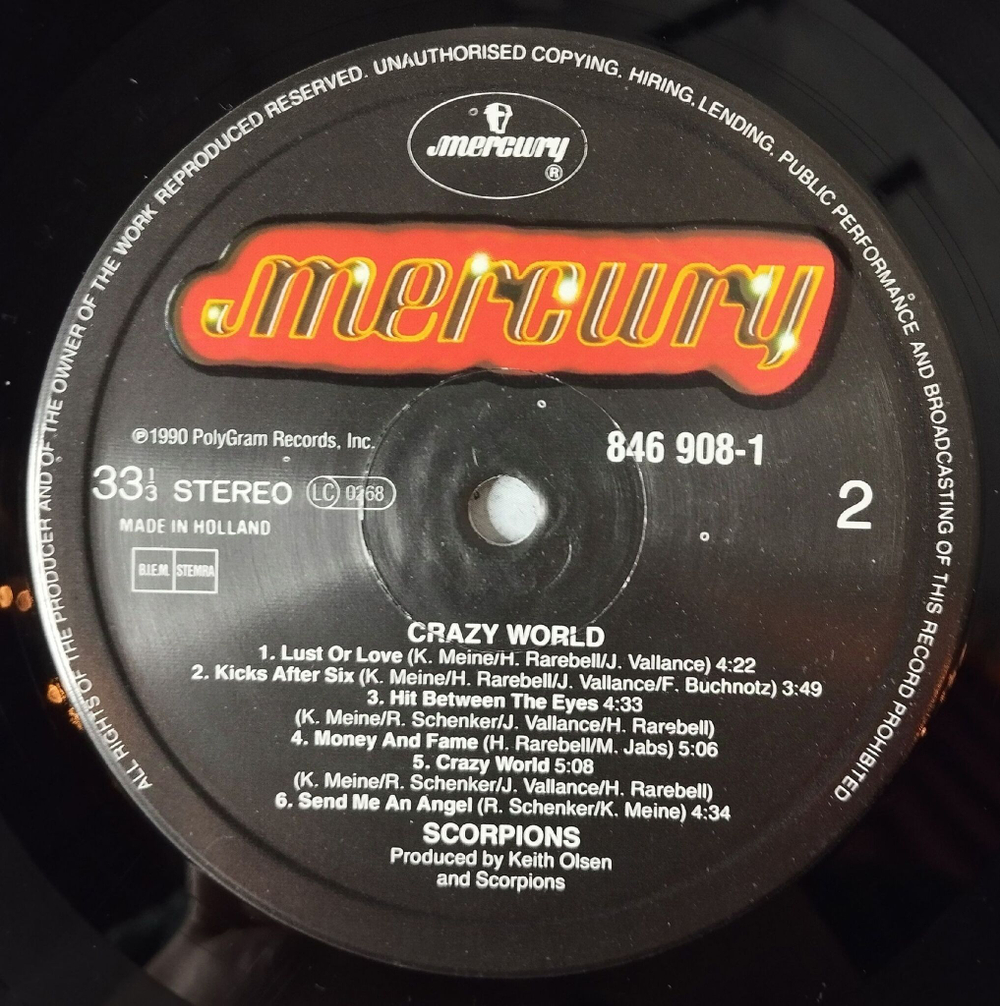 ALL RIGHTS OF THE PRODUCER AND OF THE OWNER OF THE WORK REPRODUCED RESERVED. UNAUTHORISED COPYING, HIRING, LENDING, PUBLIC PERFORMANCE AND BROADCASTING OF THIS RECORD PROHIBITED
mercury
®
mercury
℗1990 PolyGram Records, Inc.
846 908-1
33⅓ STEREO LC 0268
2
MADE IN HOLLAND
B.I.E.M. STEMRA
CRAZY WORLD
1. Lust Or Love (K. Meine/H. Rarebell/J. Vallance) 4:22
2. Kicks After Six (K. Meine/H. Rarebell/J. Vallance/F. Buchnotz) 3:49
3. Hit Between The Eyes 4:33
(K. Meine/R. Schenker/J. Vallance/H. Rarebell)
4. Money And Fame (H. Rarebell/M. Jabs) 5:06
5. Crazy World 5:08
(K. Meine/R. Schenker/J. Vallance/H. Rarebell)
6. Send Me An Angel (R. Schenker/K. Meine) 4:34
SCORPIONS
Produced by Keith Olsen
and Scorpions